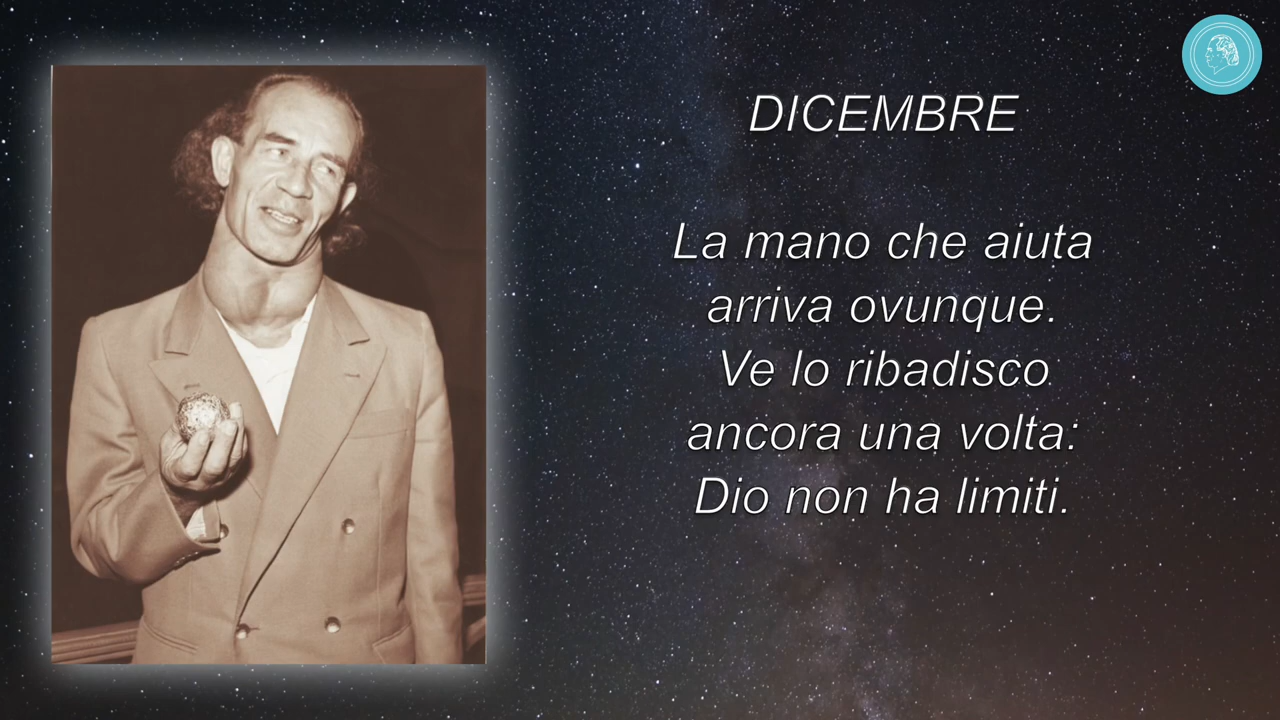 DICEMBRE
La mano che aiuta
arriva ovunque.
Ve lo ribadisco
ancora una volta:
Dio non ha limiti.